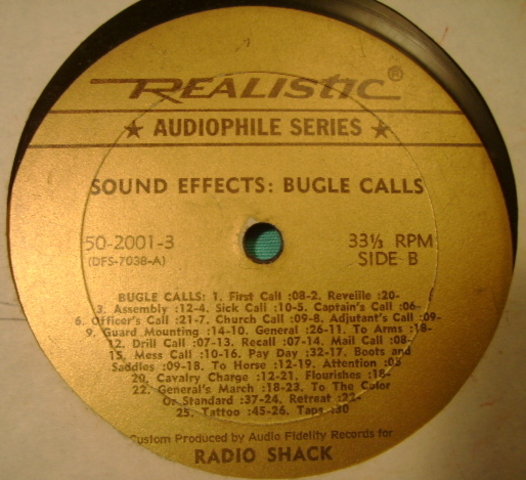 REALISTIC®
★ AUDIOPHILE SERIES ★
SOUND EFFECTS: BUGLE CALLS
50-2001-3 33⅓ RPM
(DFS-7038-A) SIDE B
BUGLE CALLS: 1. First Call :08-2. Reveille :20-
3. Assembly :12-4. Sick Call :10-5. Captain's Call :06-
6. Officer's Call :21-7. Church Call :09-8. Adjutant's Call :09-
9. Guard Mounting :14-10. General :26-11. To Arms :18-
12. Drill Call :07-13. Recall :07-14. Mail Call :08-
15. Mess Call :10-16. Pay Day :32-17. Boots and
Saddles :09-18. To Horse :12-19. Attention :05
20. Cavalry Charge :12-21. Flourishes :18-
22. General's March :18-23. To The Color
Or Standard :37-24. Retreat :22-
25. Tattoo :45-26. Taps :30
Custom Produced by Audio Fidelity Records for
RADIO SHACK